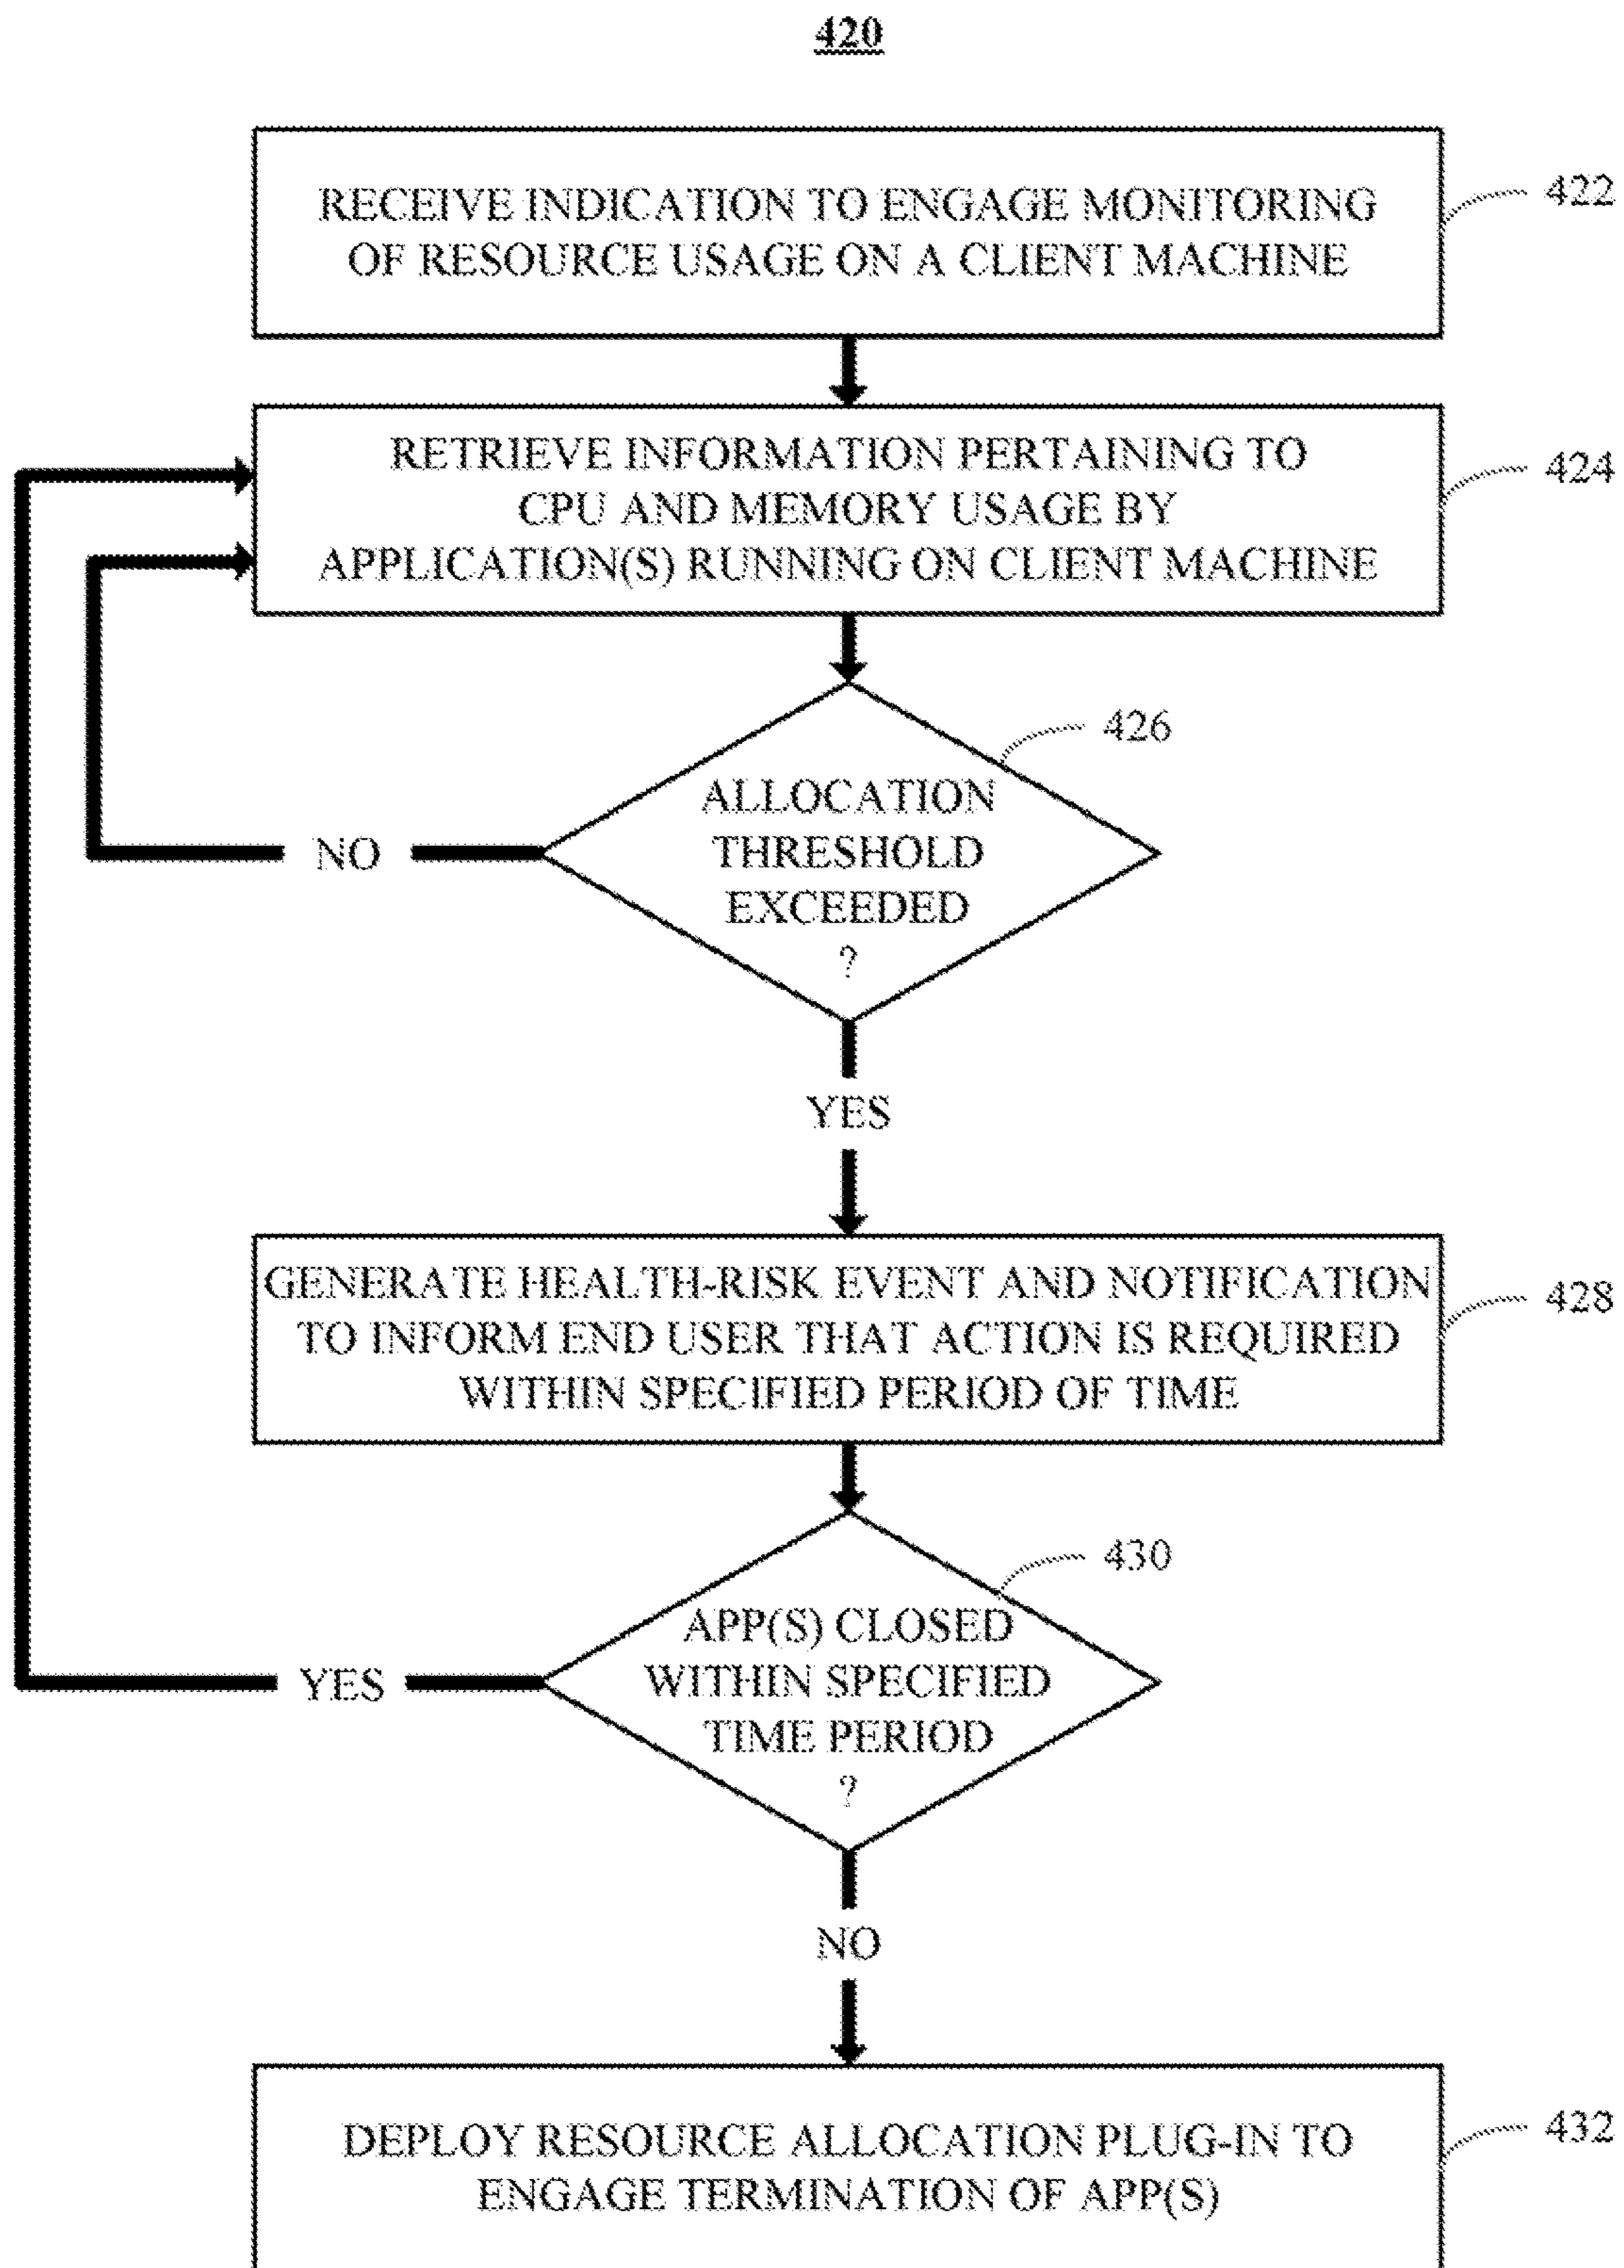 420
RECEIVE INDICATION TO ENGAGE MONITORING
OF RESOURCE USAGE ON A CLIENT MACHINE
422
RETRIEVE INFORMATION PERTAINING TO
CPU AND MEMORY USAGE BY
APPLICATION(S) RUNNING ON CLIENT MACHINE
424
426
ALLOCATION
THRESHOLD
EXCEEDED
?
NO
YES
GENERATE HEALTH-RISK EVENT AND NOTIFICATION
TO INFORM END USER THAT ACTION IS REQUIRED
WITHIN SPECIFIED PERIOD OF TIME
428
430
APP(S) CLOSED
WITHIN SPECIFIED
TIME PERIOD
?
YES
NO
DEPLOY RESOURCE ALLOCATION PLUG-IN TO
ENGAGE TERMINATION OF APP(S)
432